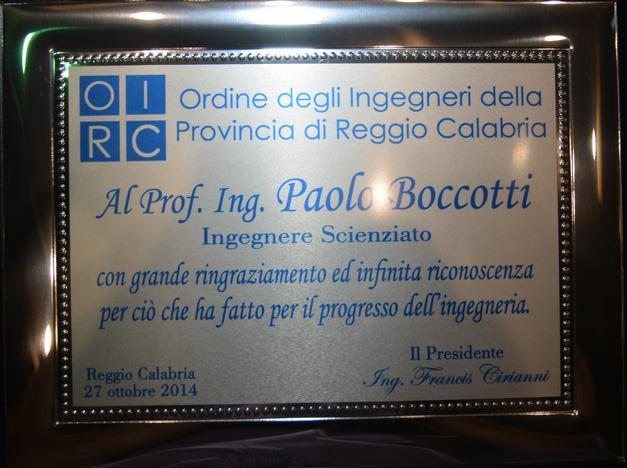 OI
RC
Ordine degli Ingegneri della
Provincia di Reggio Calabria
Al Prof. Ing. Paolo Boccotti
Ingegnere Scienziato
con grande ringraziamento ed infinita riconoscenza
per ciò che ha fatto per il progresso dell'ingegneria.
Reggio Calabria
27 ottobre 2014
Il Presidente
Ing. Francis Cirianni